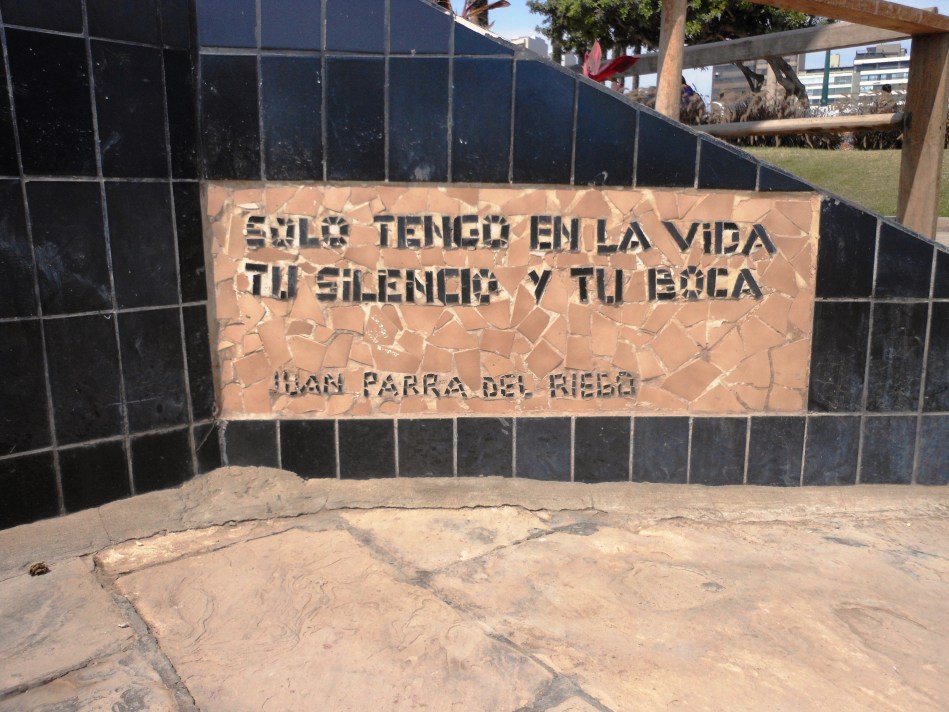 SOLO TENGO EN LA ViDA
TU SiLENCiO Y TU BOCA
JUAN PARRA DEL RIEGO